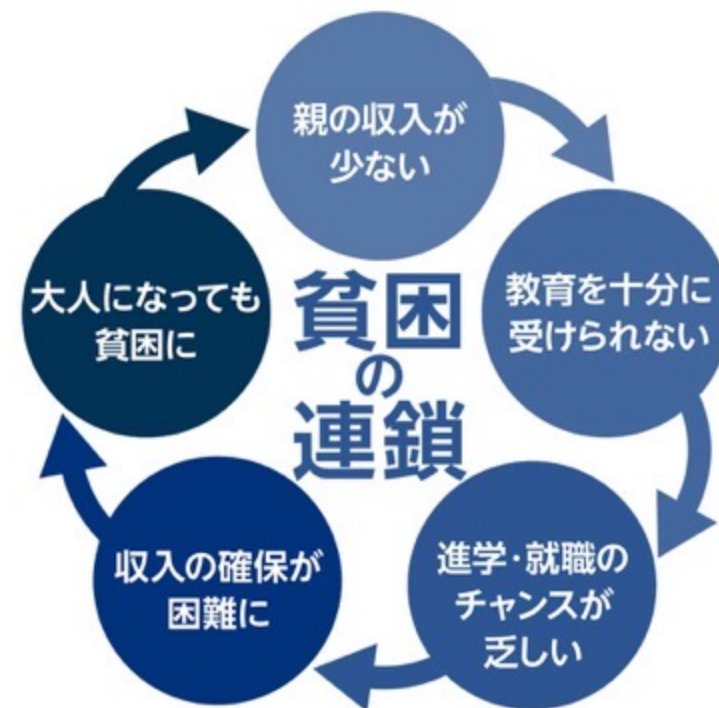 貧困
の
連鎖
親の収入が
少ない
教育を十分に
受けられない
進学・就職の
チャンスが
乏しい
収入の確保が
困難に
大人になっても
貧困に